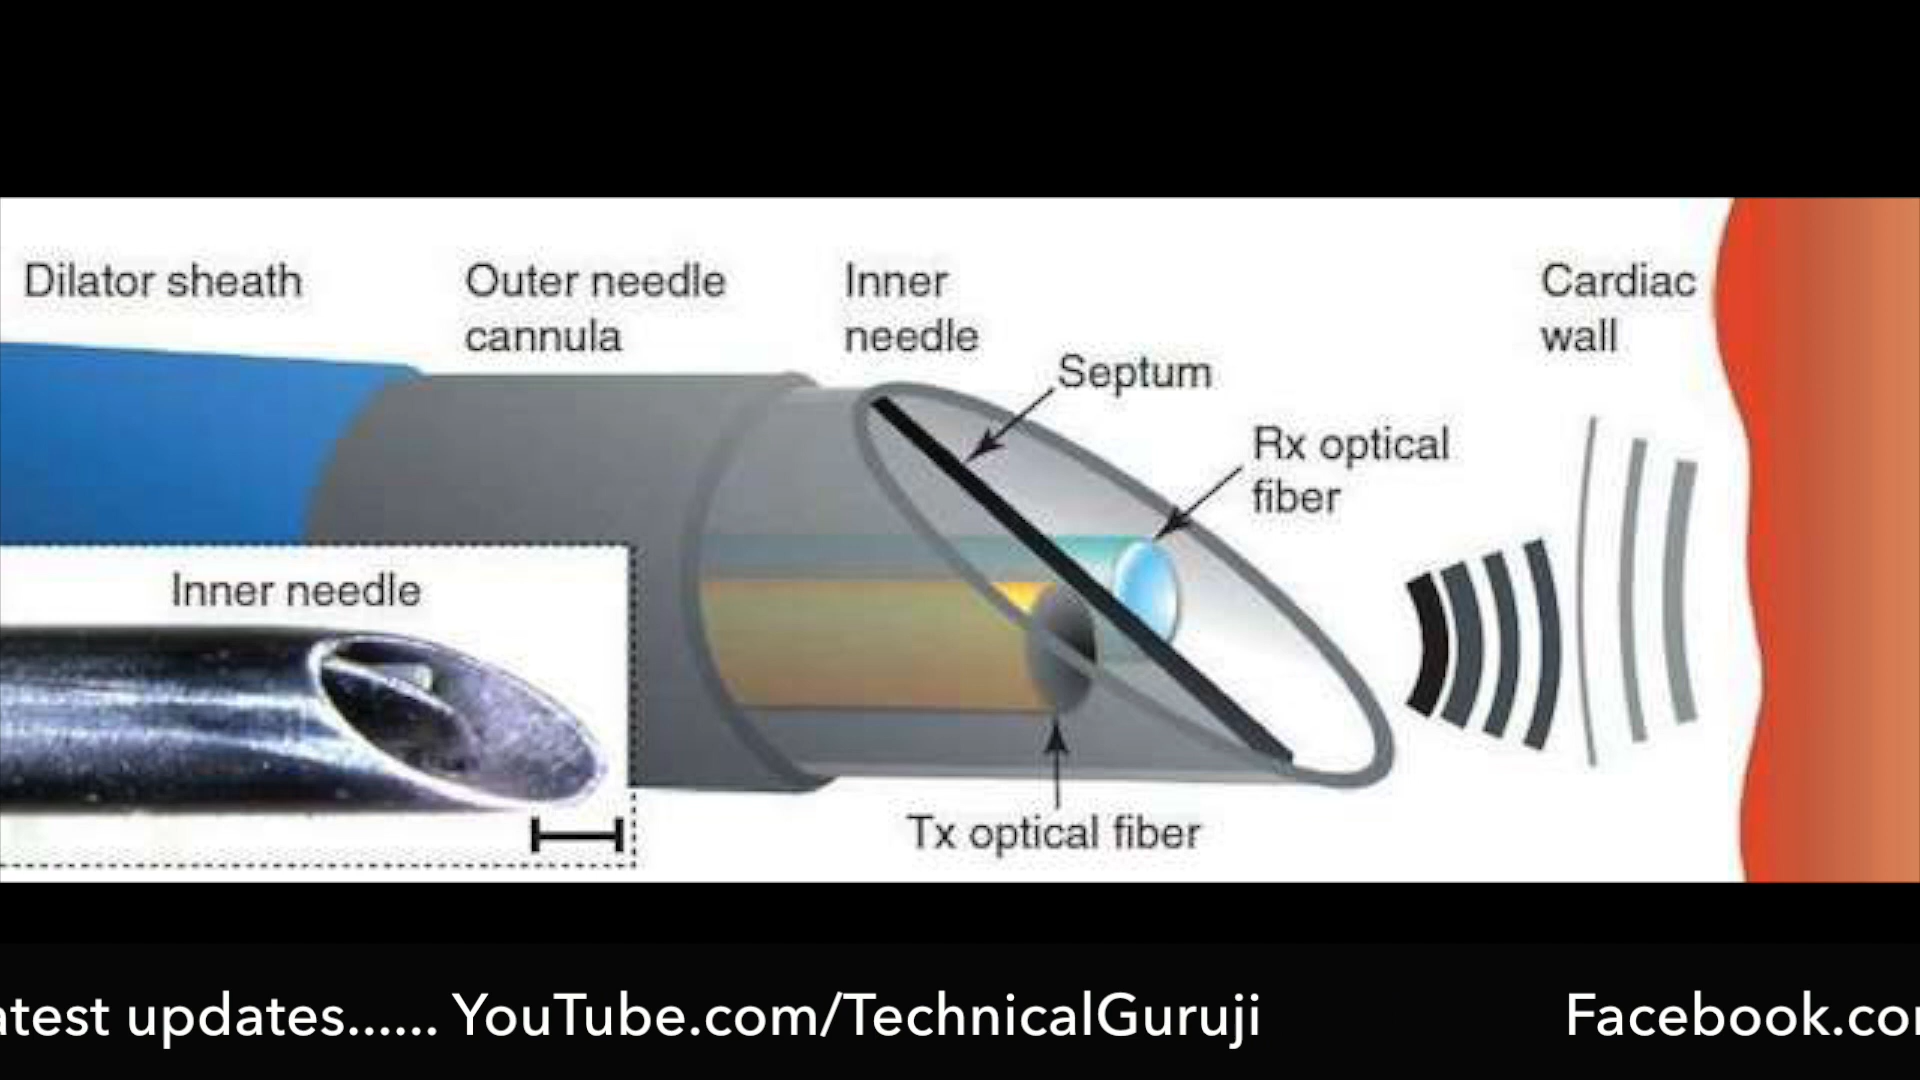 Dilator sheath
Outer needle
cannula
Inner
needle
Septum
Rx optical
fiber
Cardiac
wall
Inner needle
Tx optical fiber
atest updates...... YouTube.com/TechnicalGuruji
Facebook.co